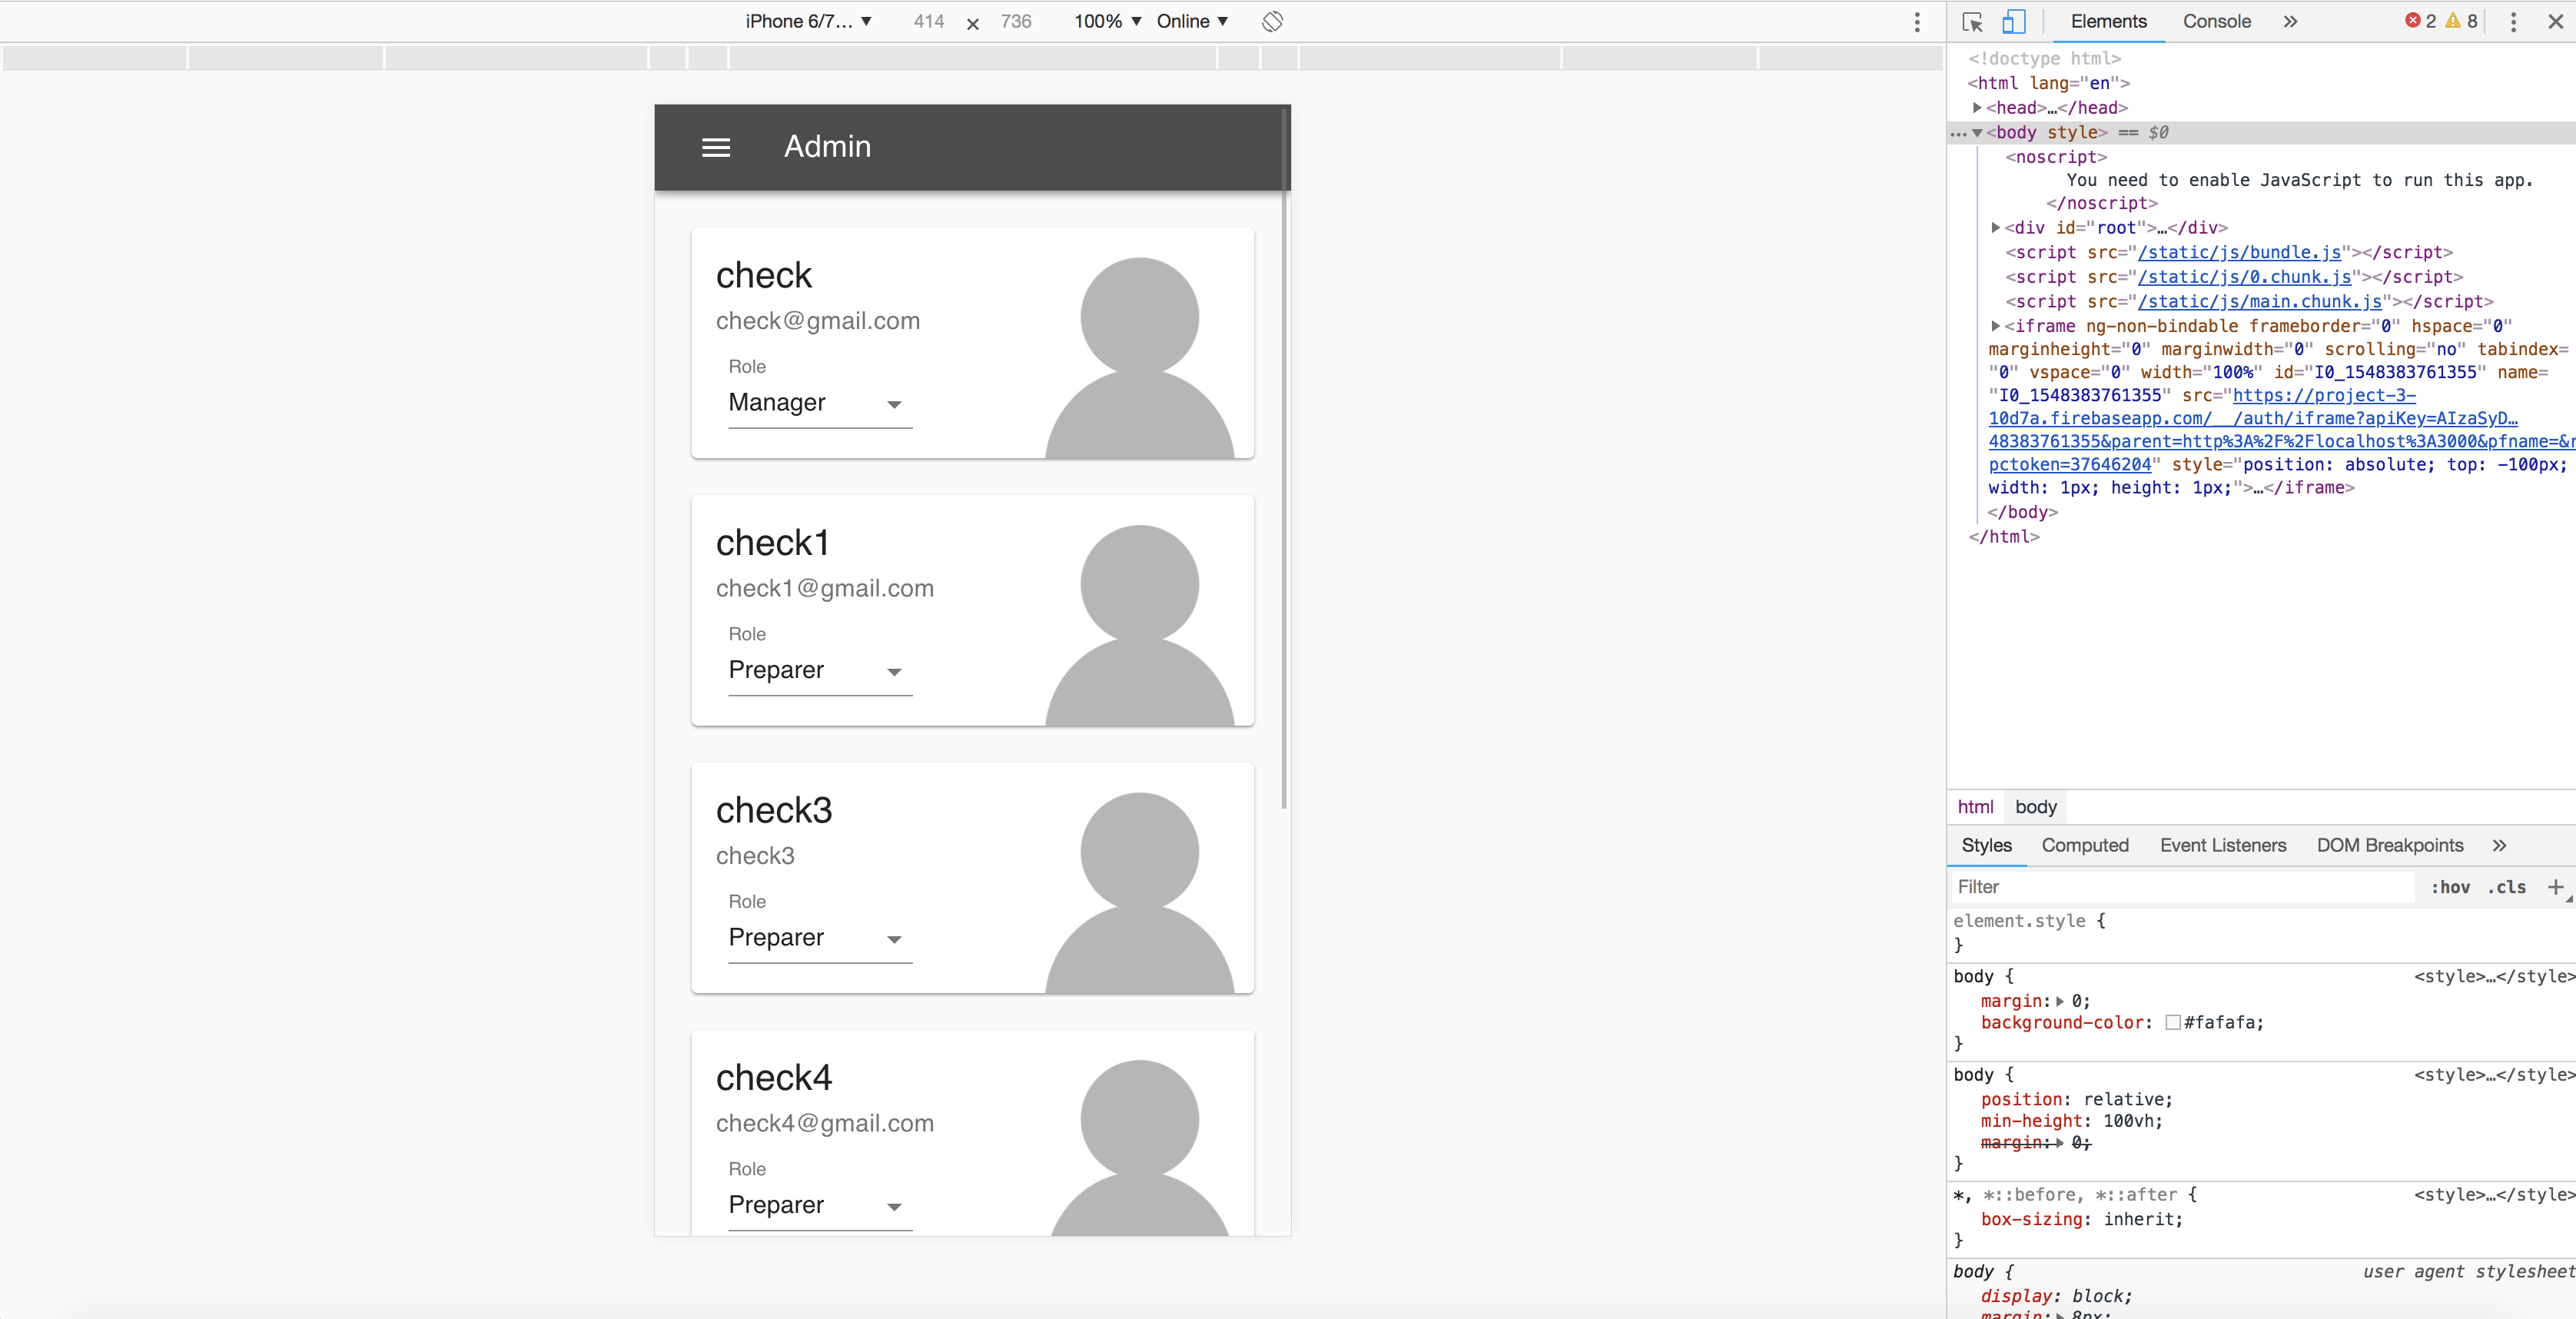 iPhone 6/7… ▼ 414 × 736 100% ▼ Online ▼
Admin
check
check@gmail.com
Role
Manager
check1
check1@gmail.com
Role
Preparer
check3
check3
Role
Preparer
check4
check4@gmail.com
Role
Preparer
Elements Console » 2 8
<!doctype html>
<html lang="en">
<head>…</head>
<body style> == $0
<noscript>
You need to enable JavaScript to run this app.
</noscript>
<div id="root">…</div>
<script src="/static/js/bundle.js"></script>
<script src="/static/js/0.chunk.js"></script>
<script src="/static/js/main.chunk.js"></script>
<iframe ng-non-bindable frameborder="0" hspace="0"
marginheight="0" marginwidth="0" scrolling="no" tabindex=
"0" vspace="0" width="100%" id="I0_1548383761355" name=
"I0_1548383761355" src="https://project-3-
10d7a.firebaseapp.com/__/auth/iframe?apiKey=AIzaSyD…
48383761355&parent=http%3A%2F%2Flocalhost%3A3000&pfname=&r
pctoken=37646204" style="position: absolute; top: -100px;
width: 1px; height: 1px;">…</iframe>
</body>
</html>
html body
Styles Computed Event Listeners DOM Breakpoints »
Filter :hov .cls +
element.style {
}
body { <style>…</style>
margin: 0;
background-color: #fafafa;
}
body { <style>…</style>
position: relative;
min-height: 100vh;
margin: 0;
}
*, *::before, *::after { <style>…</style>
box-sizing: inherit;
}
body { user agent stylesheet
display: block;
margin: 8px;